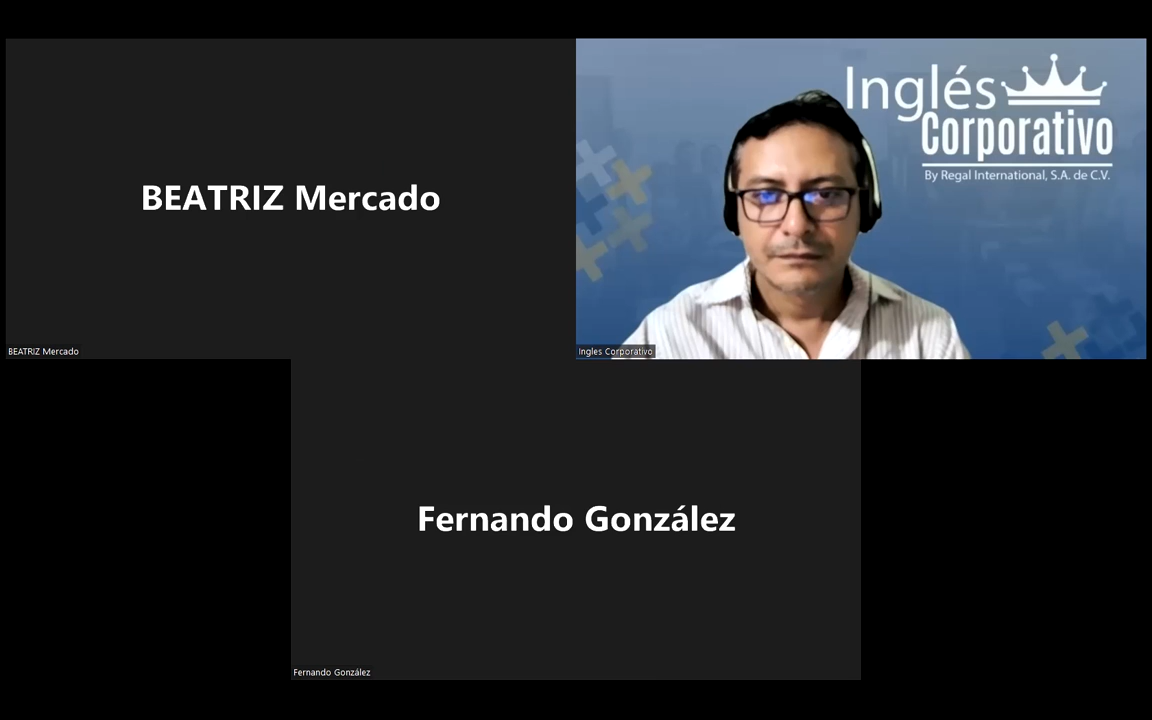 BEATRIZ Mercado
BEATRIZ Mercado
Inglés
Corporativo
By Regal International, S.A. de C.V.
Ingles Corporativo
Fernando González
Fernando González